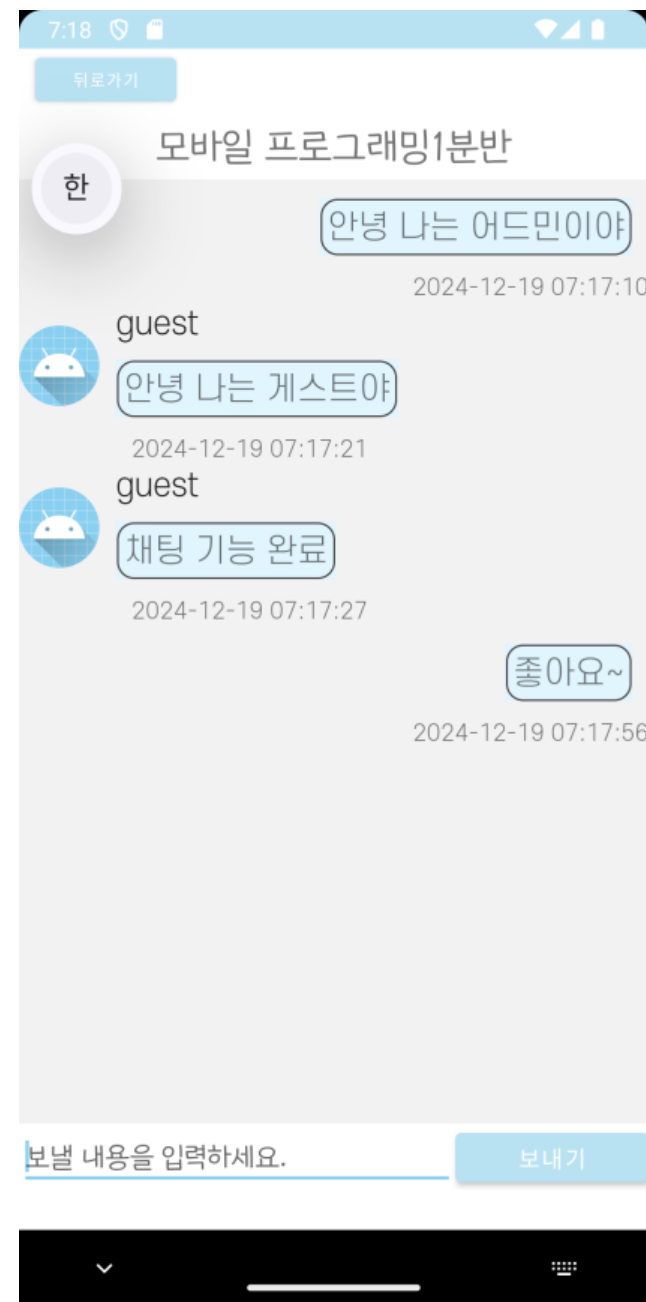 7:18
뒤로가기
모바일 프로그래밍1분반
한
안녕 나는 어드민이야
2024-12-19 07:17:10
guest
안녕 나는 게스트야
2024-12-19 07:17:21
guest
채팅 기능 완료
2024-12-19 07:17:27
좋아요~
2024-12-19 07:17:56
보낼 내용을 입력하세요.
보내기